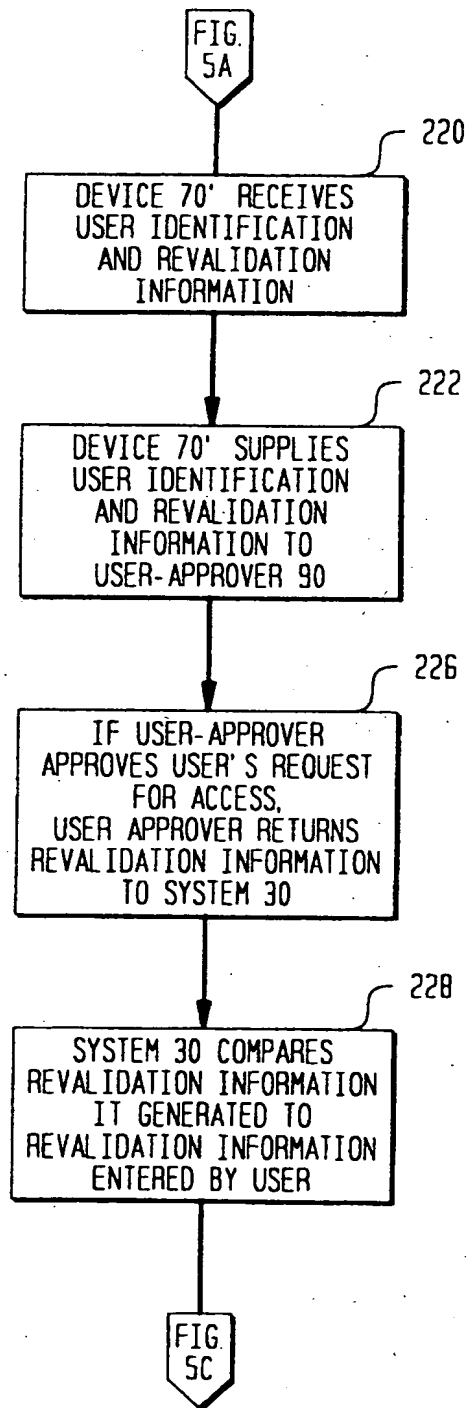 FIG.
5A
220
DEVICE 70' RECEIVES
USER IDENTIFICATION
AND REVALIDATION
INFORMATION
222
DEVICE 70' SUPPLIES
USER IDENTIFICATION
AND REVALIDATION
INFORMATION TO
USER-APPROVER 90
226
IF USER-APPROVER
APPROVES USER'S REQUEST
FOR ACCESS,
USER APPROVER RETURNS
REVALIDATION INFORMATION
TO SYSTEM 30
228
SYSTEM 30 COMPARES
REVALIDATION INFORMATION
IT GENERATED TO
REVALIDATION INFORMATION
ENTERED BY USER
FIG.
5C